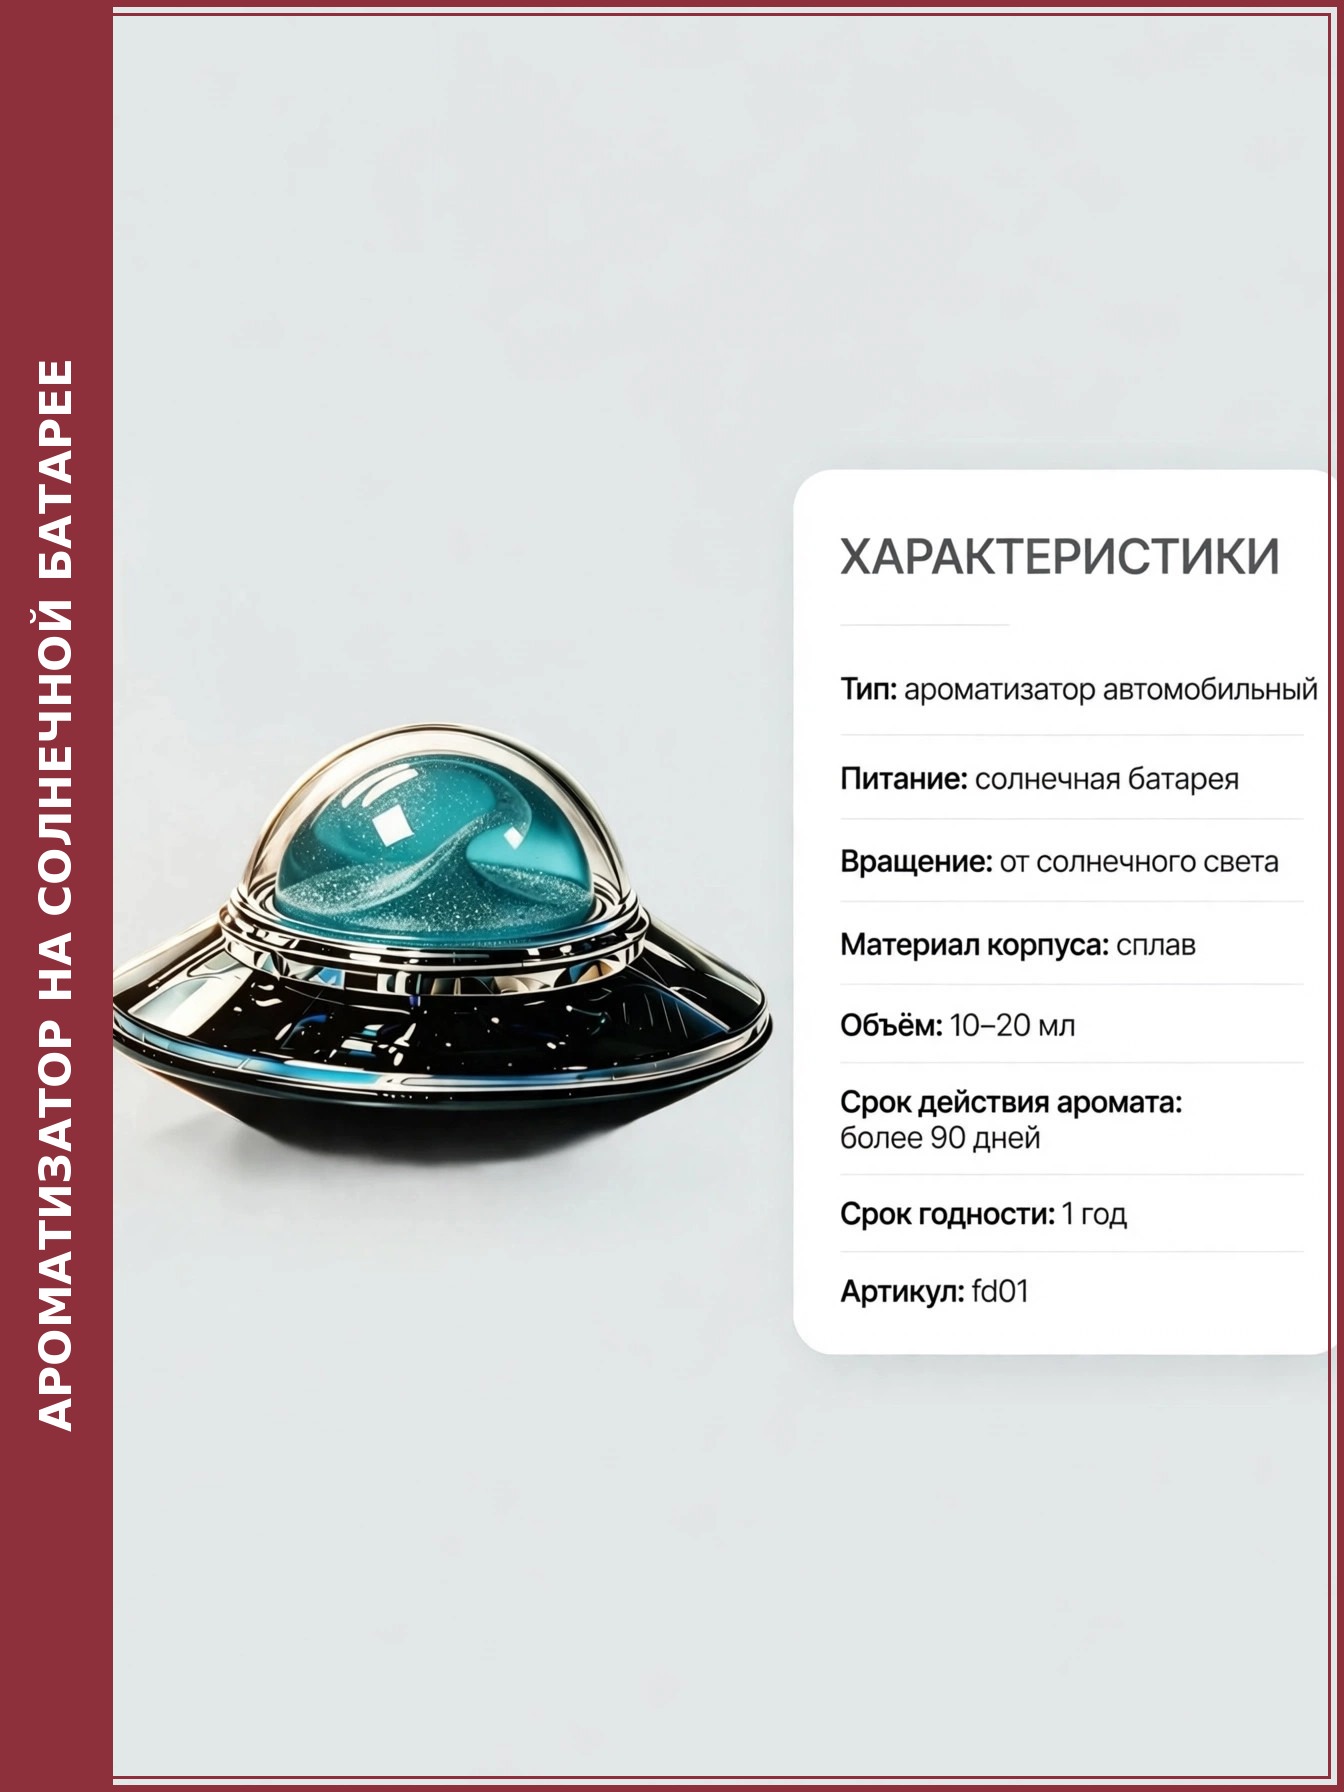 АРОМАТИЗАТОР НА СОЛНЕЧНОЙ БАТАРЕЕ
ХАРАКТЕРИСТИКИ
Тип: ароматизатор автомобильный
Питание: солнечная батарея
Вращение: от солнечного света
Материал корпуса: сплав
Объём: 10–20 мл
Срок действия аромата:
более 90 дней
Срок годности: 1 год
Артикул: fd01